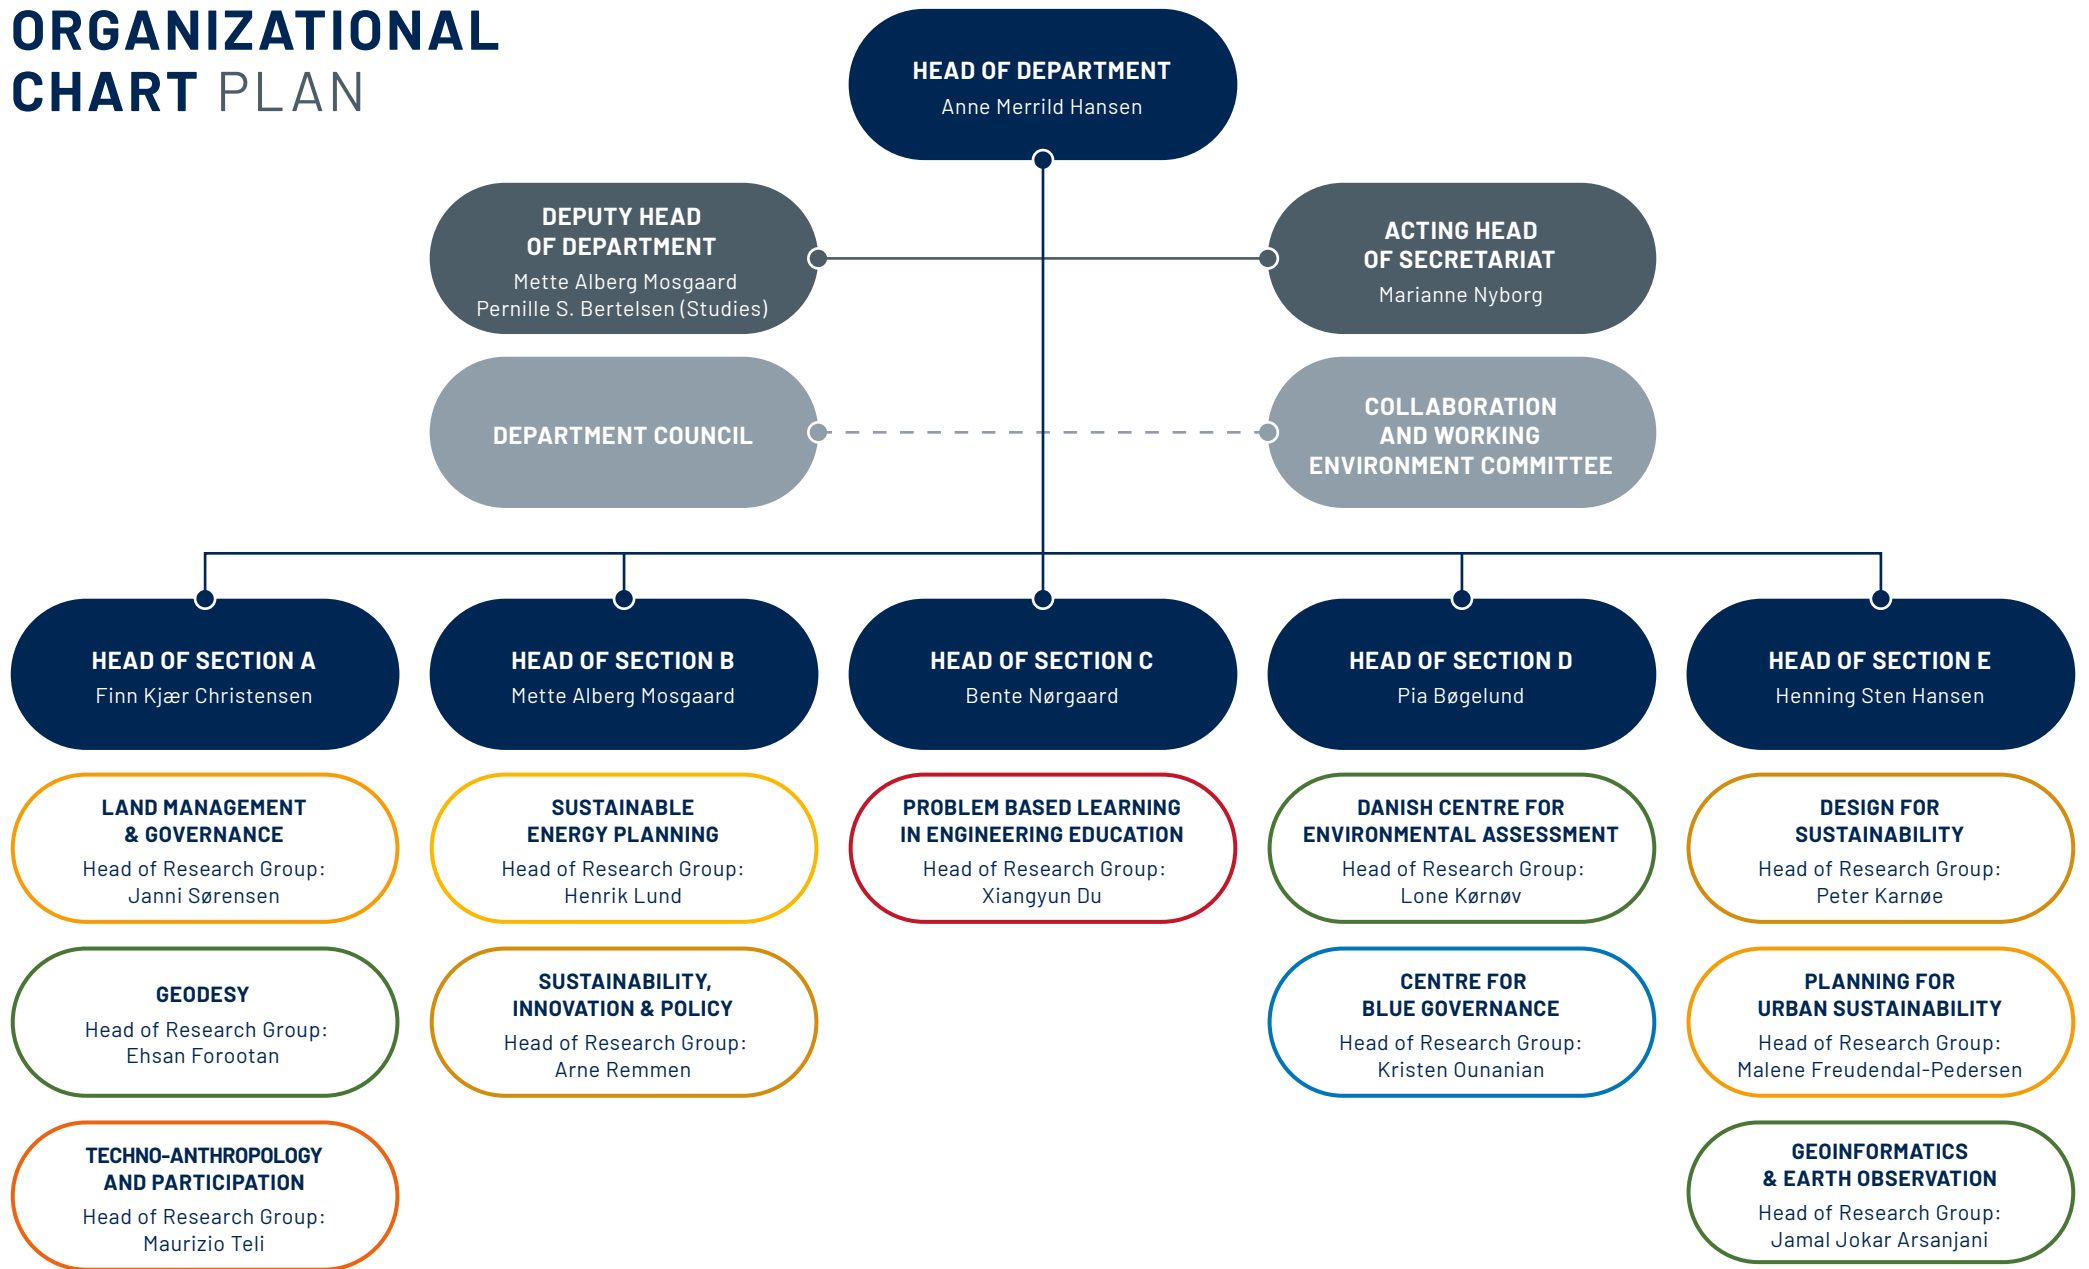 ORGANIZATIONAL
CHART PLAN
HEAD OF DEPARTMENT
Anne Merrild Hansen
DEPUTY HEAD
OF DEPARTMENT
Mette Alberg Mosgaard
Pernille S. Bertelsen (Studies)
ACTING HEAD
OF SECRETARIAT
Marianne Nyborg
DEPARTMENT COUNCIL
COLLABORATION
AND WORKING
ENVIRONMENT COMMITTEE
HEAD OF SECTION A
Finn Kjær Christensen
HEAD OF SECTION B
Mette Alberg Mosgaard
HEAD OF SECTION C
Bente Nørgaard
HEAD OF SECTION D
Pia Bøgelund
HEAD OF SECTION E
Henning Sten Hansen
LAND MANAGEMENT
& GOVERNANCE
Head of Research Group:
Janni Sørensen
SUSTAINABLE
ENERGY PLANNING
Head of Research Group:
Henrik Lund
PROBLEM BASED LEARNING
IN ENGINEERING EDUCATION
Head of Research Group:
Xiangyun Du
DANISH CENTRE FOR
ENVIRONMENTAL ASSESSMENT
Head of Research Group:
Lone Kørnøv
DESIGN FOR
SUSTAINABILITY
Head of Research Group:
Peter Karnøe
GEODESY
Head of Research Group:
Ehsan Forootan
SUSTAINABILITY,
INNOVATION & POLICY
Head of Research Group:
Arne Remmen
CENTRE FOR
BLUE GOVERNANCE
Head of Research Group:
Kristen Ounanian
PLANNING FOR
URBAN SUSTAINABILITY
Head of Research Group:
Malene Freudendal-Pedersen
TECHNO-ANTHROPOLOGY
AND PARTICIPATION
Head of Research Group:
Maurizio Teli
GEOINFORMATICS
& EARTH OBSERVATION
Head of Research Group:
Jamal Jokar Arsanjani